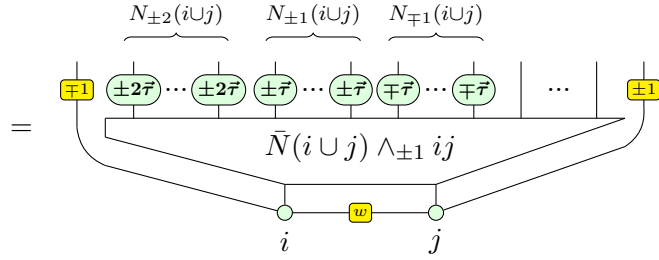 N±2(i∪j) N±1(i∪j) N∓1(i∪j)
∓1 ±2τ⃗ ··· ±2τ⃗ ±τ⃗ ··· ±τ⃗ ∓τ⃗ ··· ∓τ⃗ ··· ±1
=
N̄(i ∪ j) ∧±1 ij
w
i j